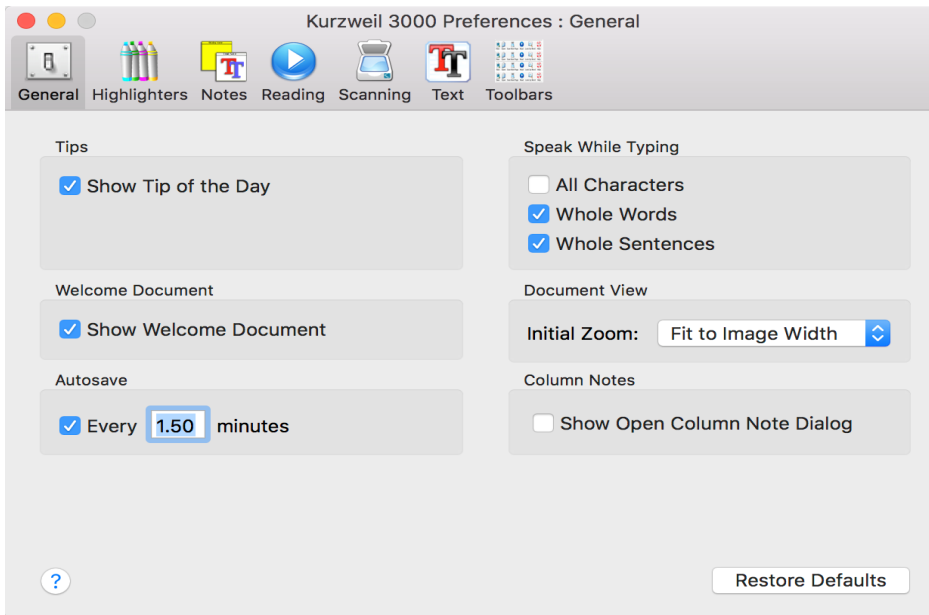 Kurzweil 3000 Preferences : General
General Highlighters Notes Reading Scanning Text Toolbars
Tips
Show Tip of the Day
Speak While Typing
All Characters
Whole Words
Whole Sentences
Welcome Document
Show Welcome Document
Document View
Initial Zoom: Fit to Image Width
Autosave
Every 1.50 minutes
Column Notes
Show Open Column Note Dialog
?
Restore Defaults